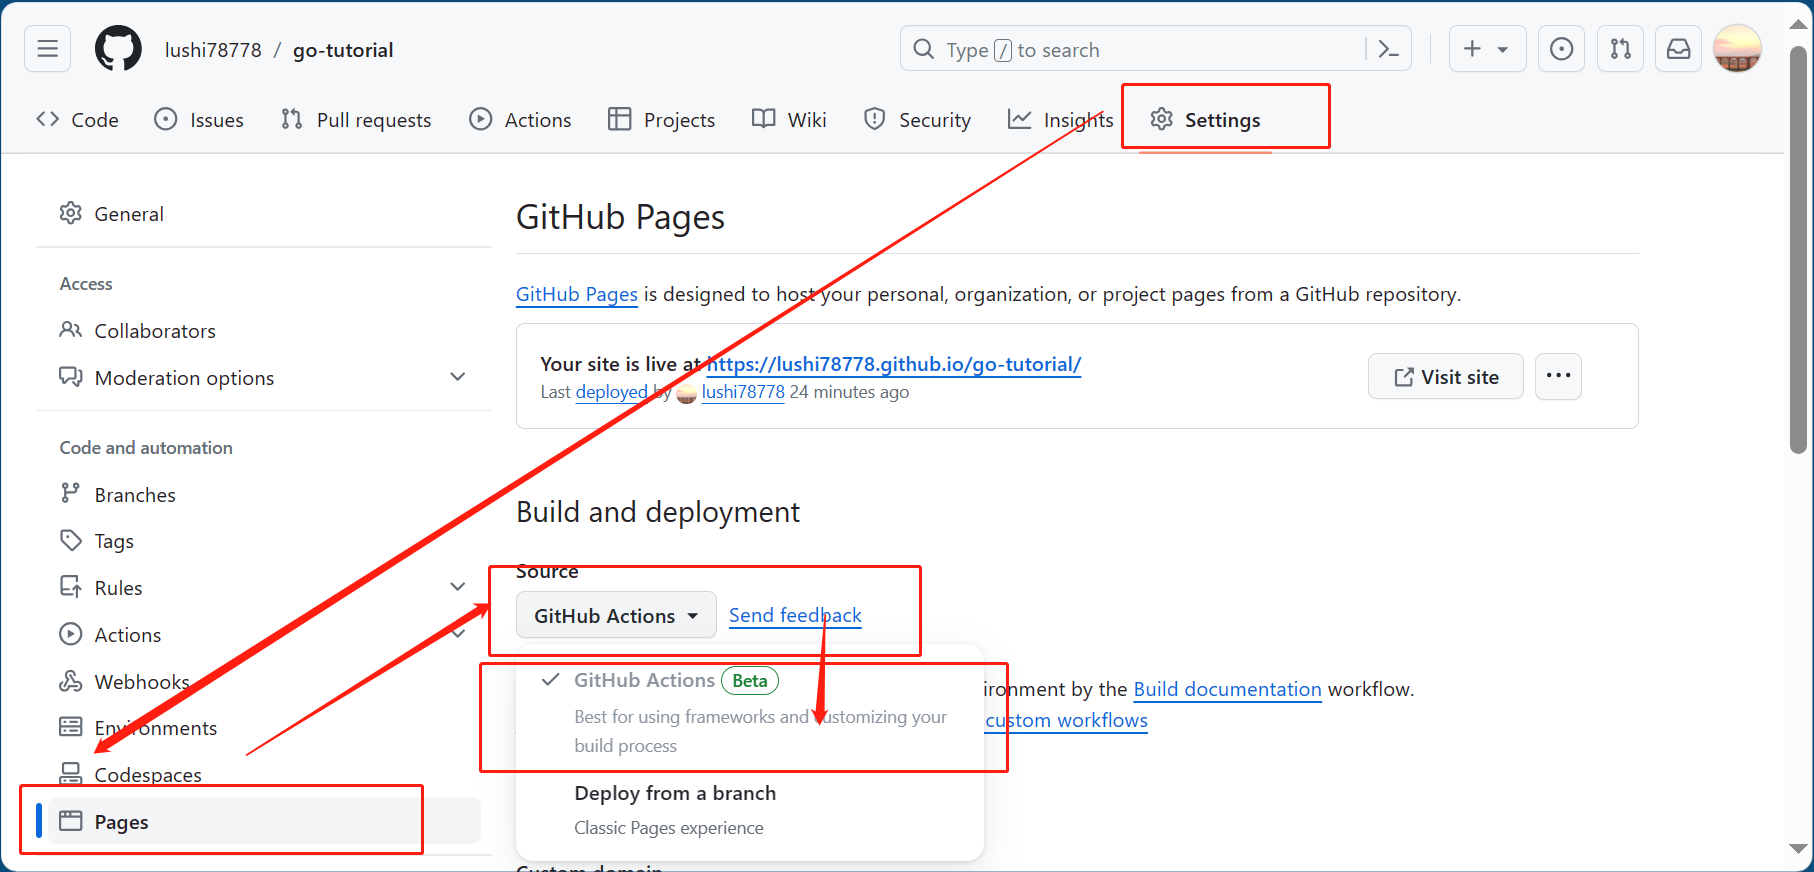 lushi78778 / go-tutorial
Type / to search
Code Issues Pull requests Actions Projects Wiki Security Insights Settings
General
Access
Collaborators
Moderation options
Code and automation
Branches
Tags
Rules
Actions
Webhooks
Environments
Codespaces
Pages
GitHub Pages
GitHub Pages is designed to host your personal, organization, or project pages from a GitHub repository.
Your site is live at https://lushi78778.github.io/go-tutorial/
Last deployed by lushi78778 24 minutes ago
Visit site
Build and deployment
Source
GitHub Actions Send feedback
GitHub Actions Beta
Best for using frameworks and customizing your
build process
Deploy from a branch
Classic Pages experience
ironment by the Build documentation workflow.
custom workflows
Custom domain